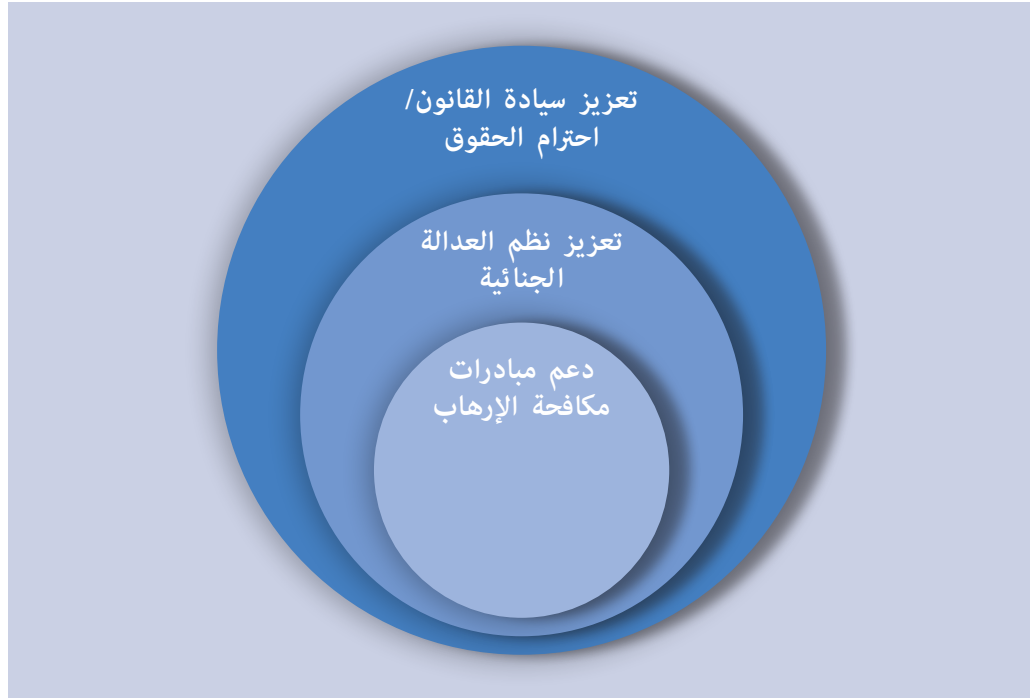 تعزيز سيادة القانون/
احترام الحقوق
تعزيز نظم العدالة
الجنائية
دعم مبادرات
مكافحة الإرهاب